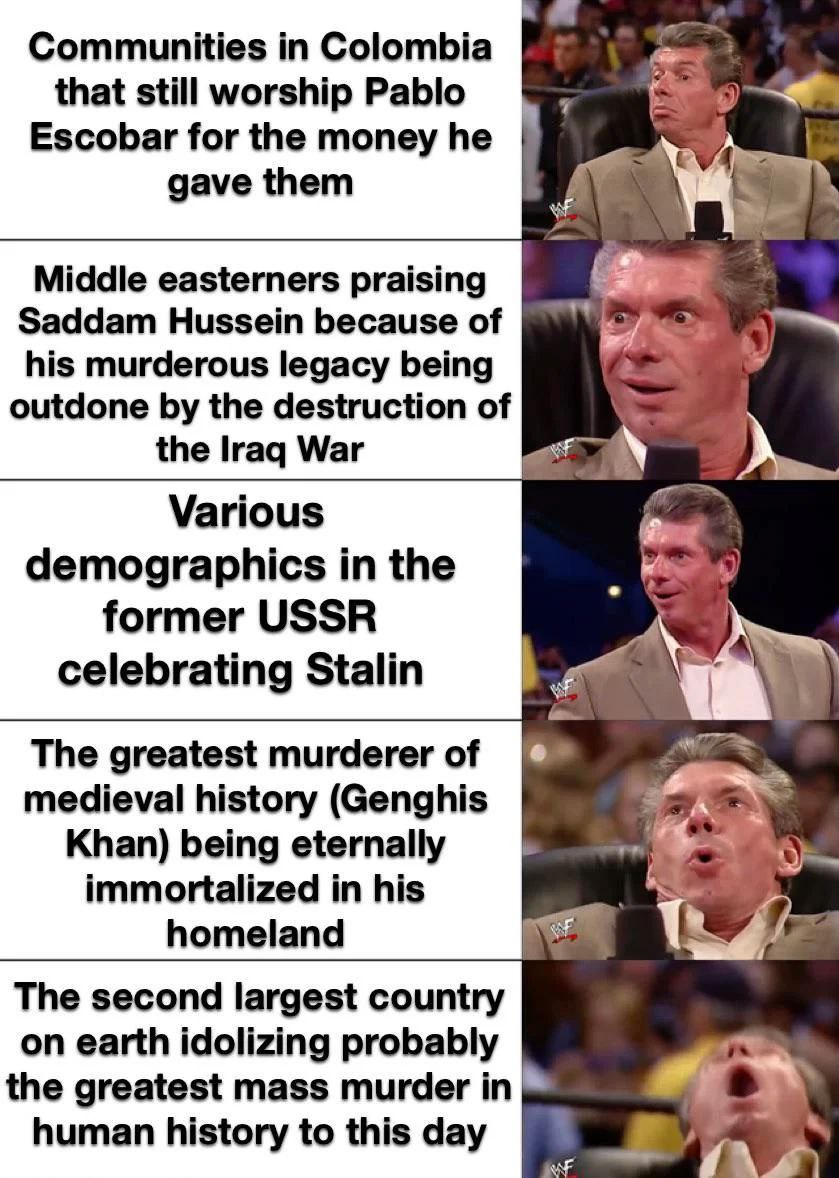 Communities in Colombia
that still worship Pablo
Escobar for the money he
gave them
Middle easterners praising
Saddam Hussein because of
his murderous legacy being
outdone by the destruction of
the Iraq War
Various
demographics in the
former USSR
celebrating Stalin
The greatest murderer of
medieval history (Genghis
Khan) being eternally
immortalized in his
homeland
The second largest country
on earth idolizing probably
the greatest mass murder in
human history to this day